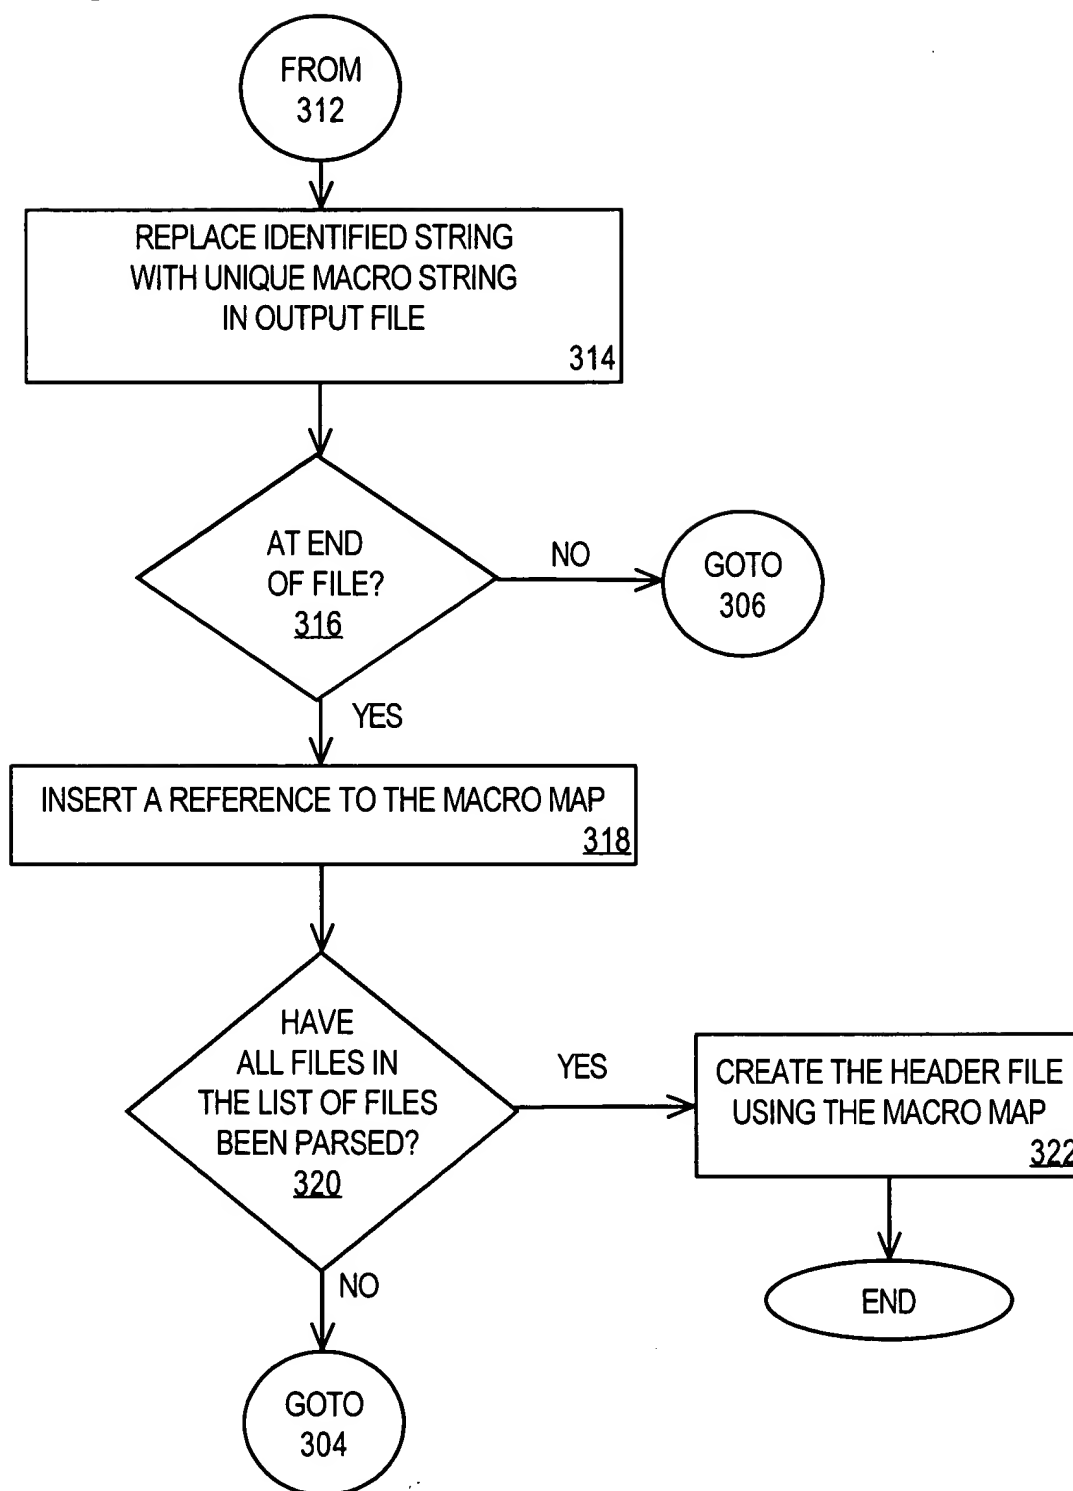 FROM
312
REPLACE IDENTIFIED STRING
WITH UNIQUE MACRO STRING
IN OUTPUT FILE
314
AT END
OF FILE?
316
NO
GOTO
306
YES
INSERT A REFERENCE TO THE MACRO MAP
318
HAVE
ALL FILES IN
THE LIST OF FILES
BEEN PARSED?
320
YES
CREATE THE HEADER FILE
USING THE MACRO MAP
322
END
NO
GOTO
304